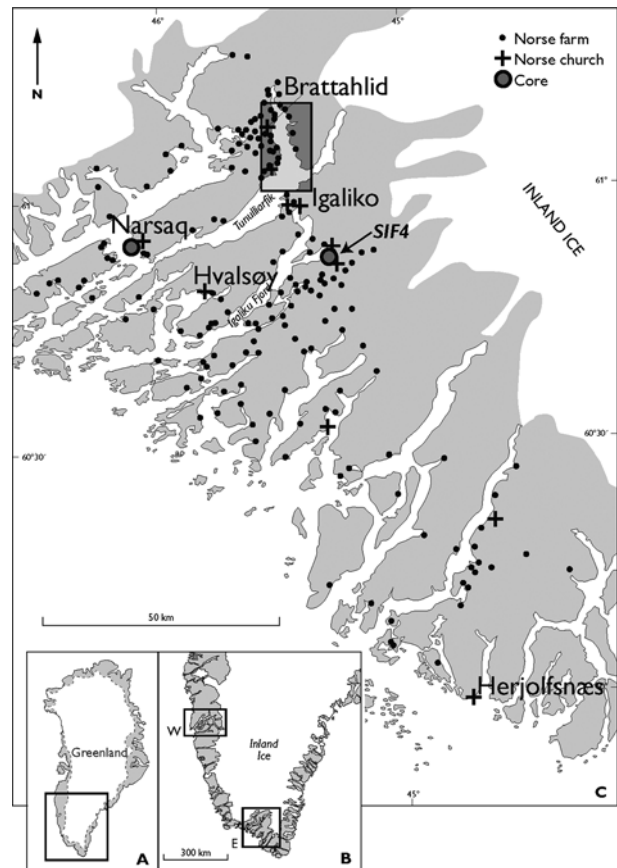 46°
45°
N
Norse farm
Norse church
Core
Brattahlid
61°
Igaliko
Tunulliarfik
INLAND ICE
Narsaq
SIF4
Hvalsøy
Igaliku Fjord
60°30'
60°30'
50 km
Herjolfsnæs
45°
C
Greenland
A
W
Inland
Ice
E
300 km
B